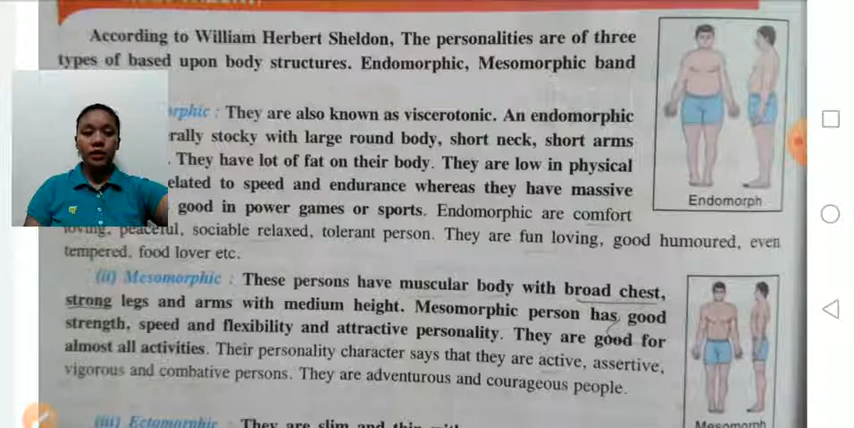 According to William Herbert Sheldon, The personalities are of three
types of based upon body structures. Endomorphic, Mesomorphic band
rphic : They are also known as viscerotonic. An endomorphic
rally stocky with large round body, short neck, short arms
. They have lot of fat on their body. They are low in physical
elated to speed and endurance whereas they have massive
good in power games or sports. Endomorphic are comfort
loving, peaceful, sociable relaxed, tolerant person. They are fun loving, good humoured, even
tempered, food lover etc.
Endomorph
(ii) Mesomorphic : These persons have muscular body with broad chest,
strong legs and arms with medium height. Mesomorphic person has good
strength, speed and flexibility and attractive personality. They are good for
almost all activities. Their personality character says that they are active, assertive,
vigorous and combative persons. They are adventurous and courageous people.
Mesomorph
(iii) Ectomorphic : They are slim and thin